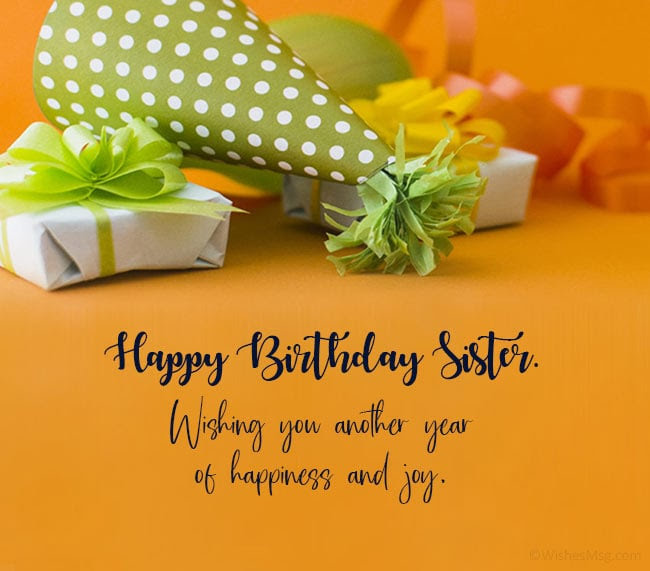 Happy Birthday Sister.
Wishing you another year
of happiness and joy.
©WishesMsg.com